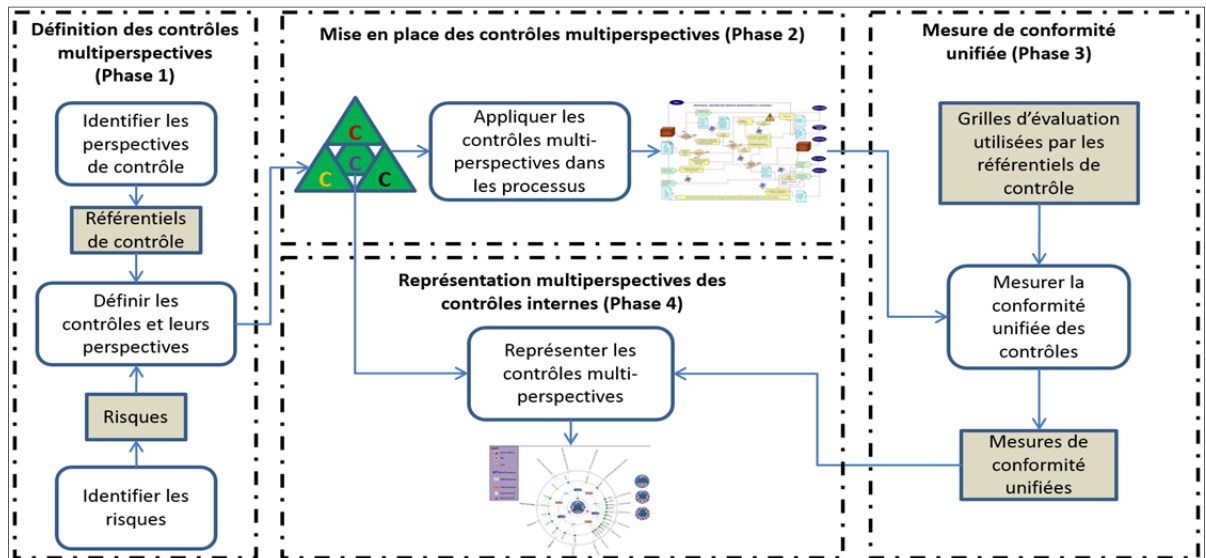 Définition des contrôles
multiperspectives
(Phase 1)
Identifier les
perspectives
de contrôle
Référentiels
de contrôle
Définir les
contrôles et leurs
perspectives
Risques
Identifier les
risques
Mise en place des contrôles multiperspectives (Phase 2)
C
C
C
C
Appliquer les
contrôles multi-
perspectives dans
les processus
Représentation multiperspectives des
contrôles internes (Phase 4)
Représenter les
contrôles multi-
perspectives
Mesure de conformité
unifiée (Phase 3)
Grilles d’évaluation
utilisées par les
référentiels de
contrôle
Mesurer la
conformité
unifiée des
contrôles
Mesures de
conformité
unifiées